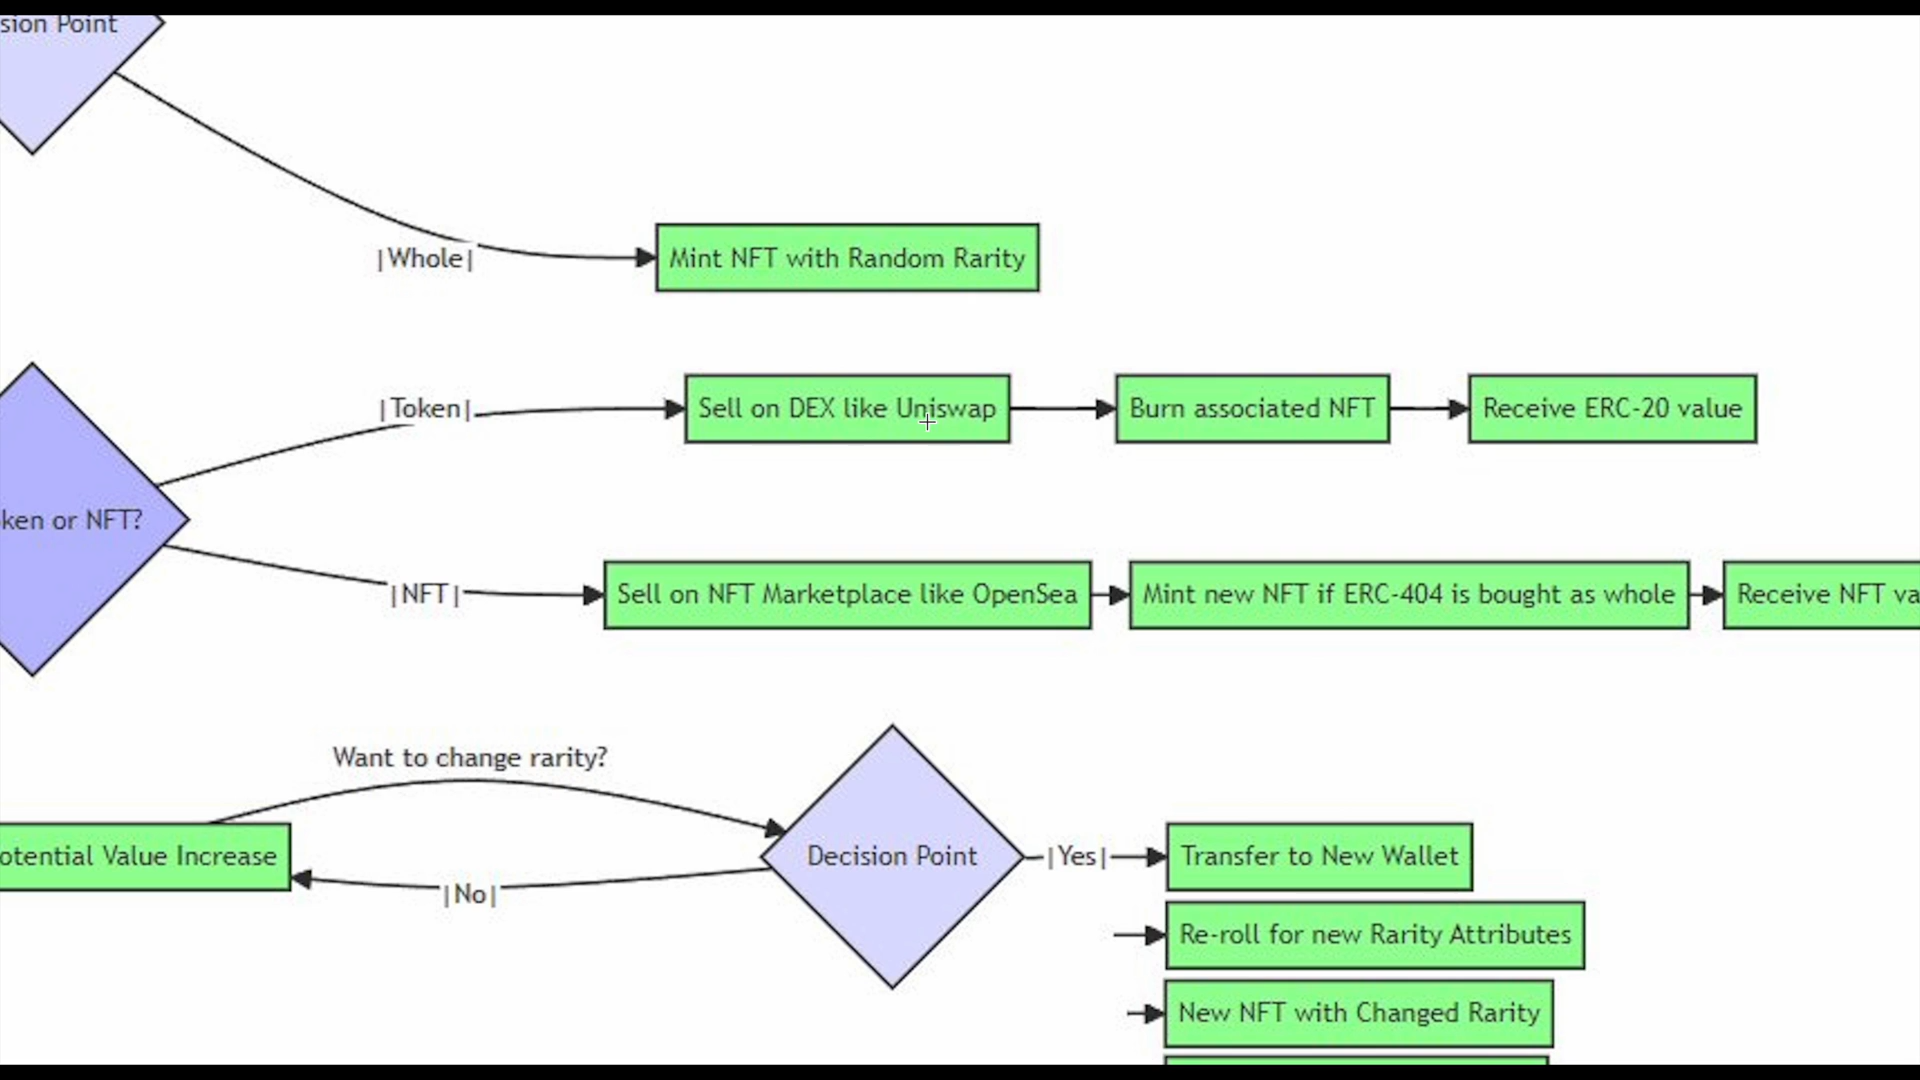 sion Point
|Whole|
Mint NFT with Random Rarity
|Token|
Sell on DEX like Uniswap
Burn associated NFT
Receive ERC-20 value
ken or NFT?
|NFT|
Sell on NFT Marketplace like OpenSea
Mint new NFT if ERC-404 is bought as whole
Receive NFT va
Want to change rarity?
otential Value Increase
|No|
Decision Point
|Yes|
Transfer to New Wallet
Re-roll for new Rarity Attributes
New NFT with Changed Rarity